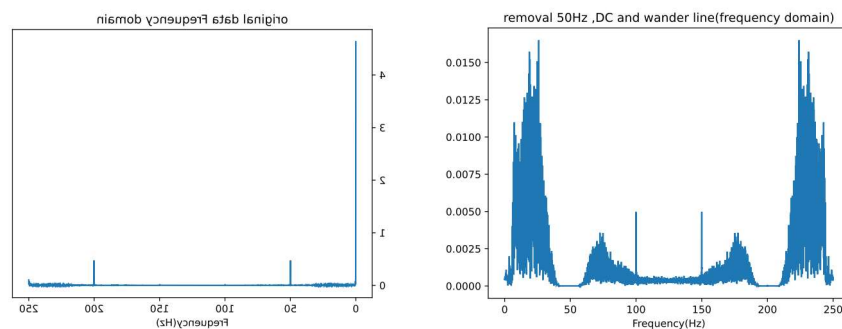 original data Frequency domain
4
3
2
1
0
250 200 150 100 50 0
Frequency(Hz)
removal 50Hz ,DC and wander line(frequency domain)
0.0150
0.0125
0.0100
0.0075
0.0050
0.0025
0.0000
0 50 100 150 200 250
Frequency(Hz)